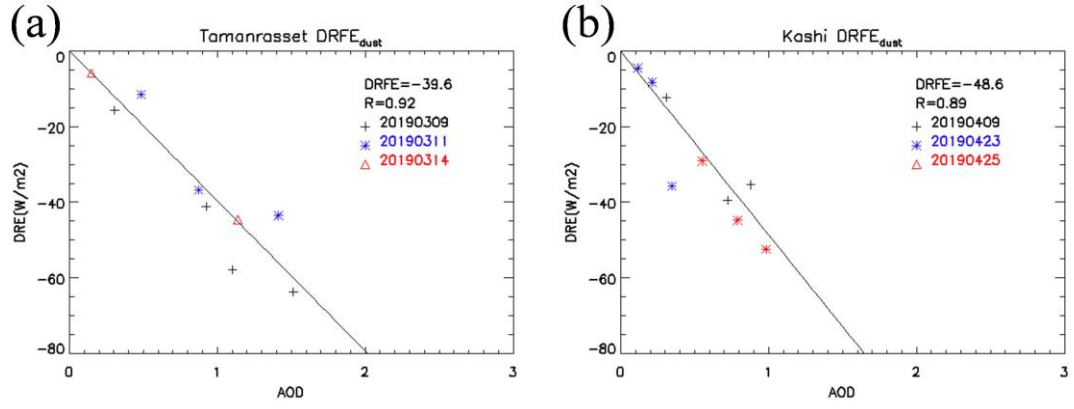 (a)
Tamanrasset DRFEdust
DRFE=−39.6
R=0.92
+ 20190309
✳ 20190311
△ 20190314
0
−20
−40
−60
−80
DRE(W/m2)
0 1 2 3
AOD
(b)
Kashi DRFEdust
DRFE=−48.6
R=0.89
+ 20190409
✳ 20190423
△ 20190425
0
−20
−40
−60
−80
DRE(W/m2)
0 1 2 3
AOD